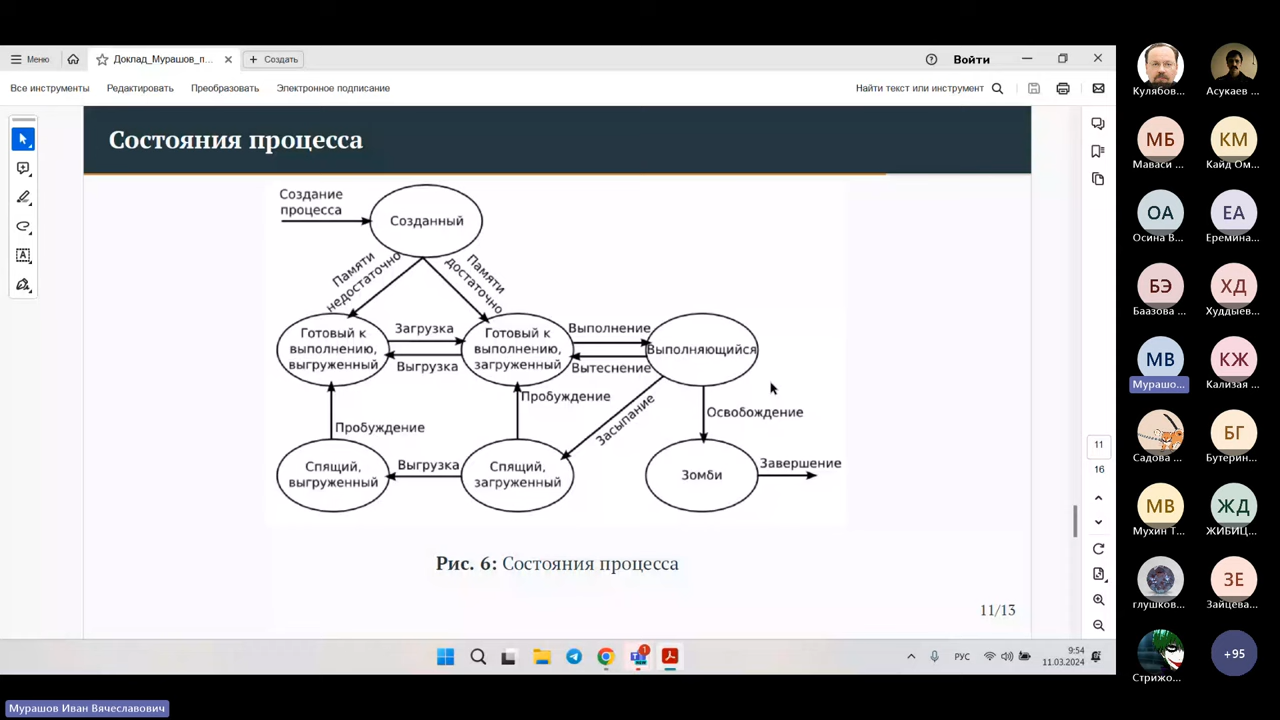 Меню
Доклад_Мурашов_п...
Создать
Войти
Все инструменты
Редактировать
Преобразовать
Электронное подписание
Найти текст или инструмент
Состояния процесса
Создание
процесса
Созданный
Памяти
недостаточно
Памяти
достаточно
Готовый к
выполнению,
выгруженный
Загрузка
Выгрузка
Готовый к
выполнению,
загруженный
Выполнение
Вытеснение
Выполняющийся
Пробуждение
Пробуждение
Засыпание
Освобождение
Спящий,
выгруженный
Выгрузка
Спящий,
загруженный
Зомби
Завершение
Рис. 6: Состояния процесса
11/13
11
16
1
РУС
9:54
11.03.2024
Кулябов...
Асукаев ...
МБ
Маваси ...
КМ
Кайд Ом...
ОА
Осина В...
ЕА
Еремина...
БЭ
Баазова ...
ХД
Худдыев...
МВ
Мурашо...
КЖ
Кализая ...
Садова ...
БГ
Бутерин...
МВ
Мухин Т...
ЖД
ЖИБИЦ...
глушков...
ЗЕ
Зайцева...
Стрижо...
+95
Мурашов Иван Вячеславович